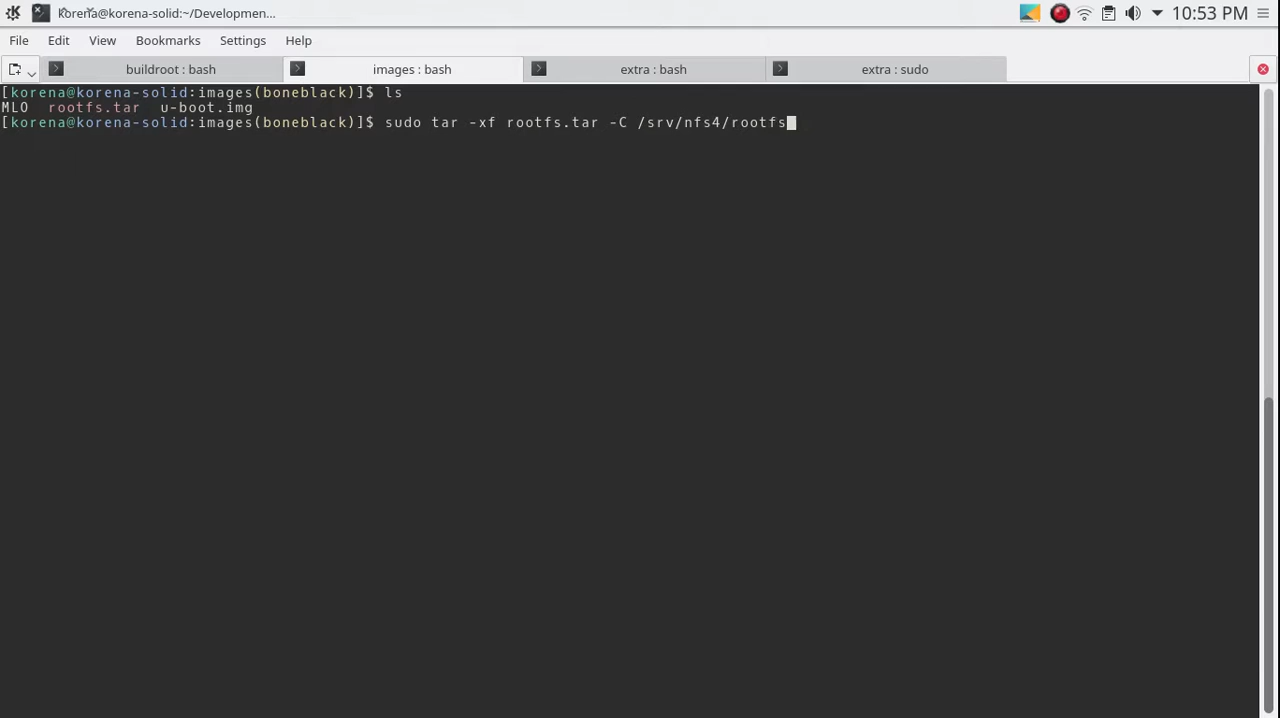 korena@korena-solid:~/Developmen...
10:53 PM
File Edit View Bookmarks Settings Help
buildroot : bash images : bash extra : bash extra : sudo
[korena@korena-solid:images(boneblack)]$ ls
MLO rootfs.tar u-boot.img
[korena@korena-solid:images(boneblack)]$ sudo tar -xf rootfs.tar -C /srv/nfs4/rootfs